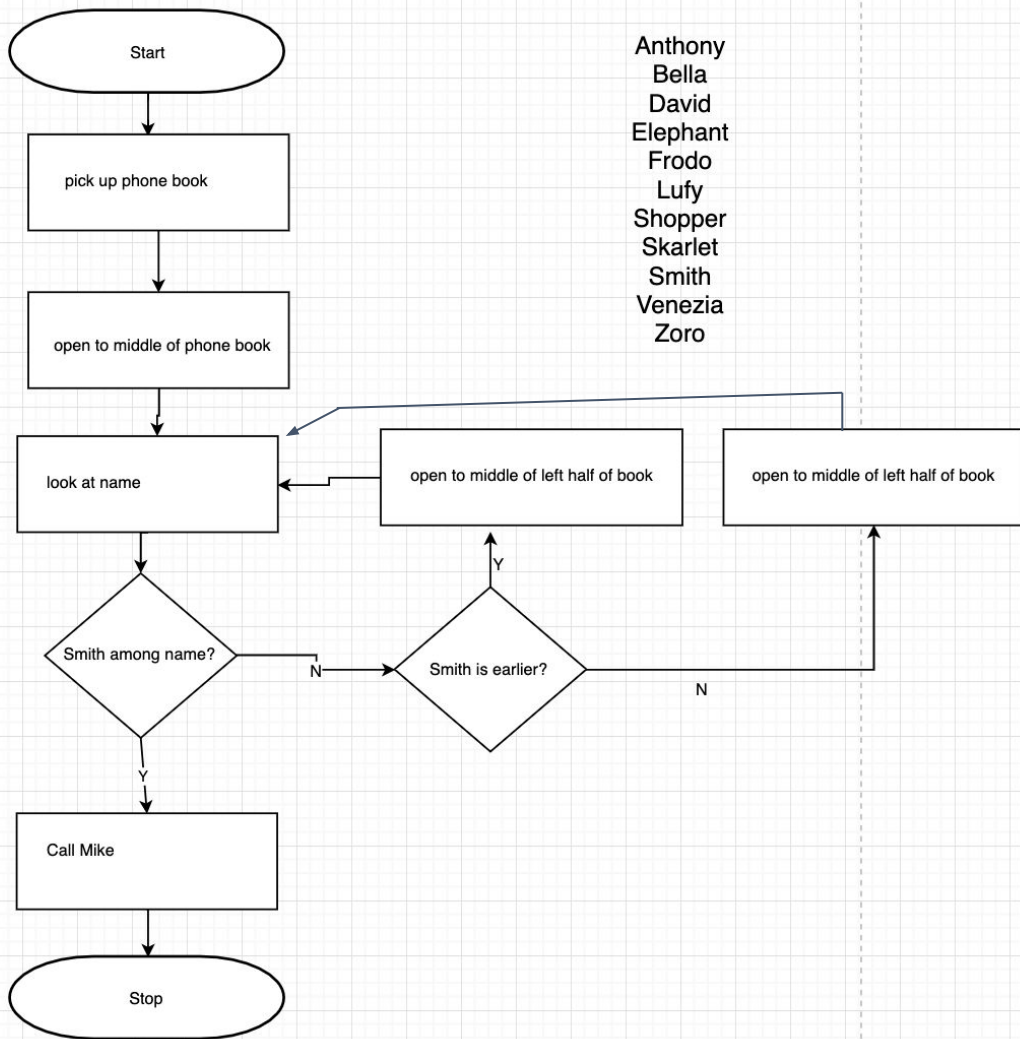 Start
Anthony
Bella
David
Elephant
Frodo
Lufy
Shopper
Skarlet
Smith
Venezia
Zoro
pick up phone book
open to middle of phone book
look at name
open to middle of left half of book
open to middle of left half of book
Y
Smith among name?
N
Smith is earlier?
N
Y
Call Mike
Stop